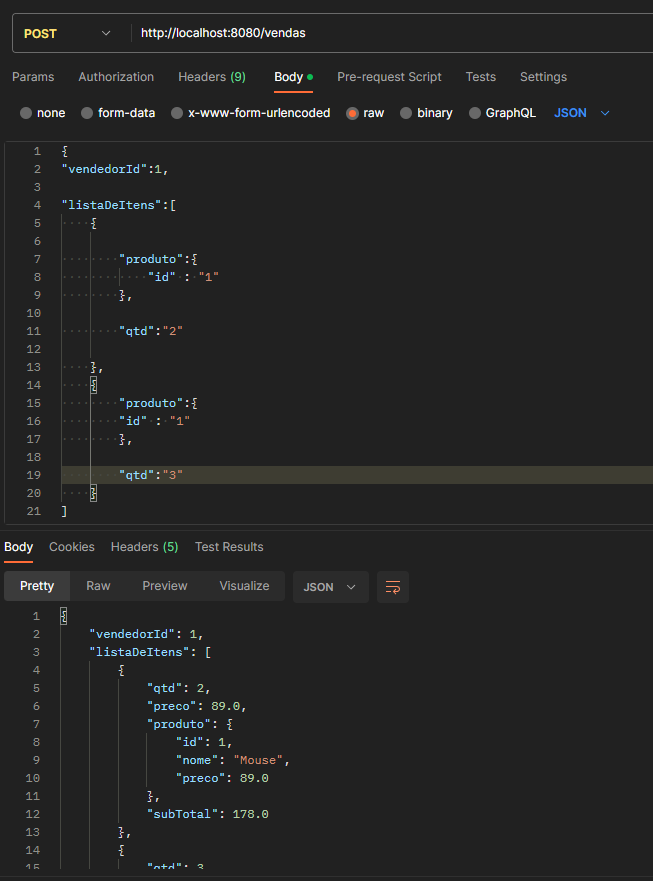 POST http://localhost:8080/vendas
Params Authorization Headers (9) Body Pre-request Script Tests Settings
none form-data x-www-form-urlencoded raw binary GraphQL JSON
1 {
2 "vendedorId":1,
3
4 "listaDeItens":[
5 {
6
7 "produto":{
8 "id" : "1"
9 },
10
11 "qtd":"2"
12
13 },
14 {
15 "produto":{
16 "id" : "1"
17 },
18
19 "qtd":"3"
20 }
21 ]
Body Cookies Headers (5) Test Results
Pretty Raw Preview Visualize JSON
1 {
2 "vendedorId": 1,
3 "listaDeItens": [
4 {
5 "qtd": 2,
6 "preco": 89.0,
7 "produto": {
8 "id": 1,
9 "nome": "Mouse",
10 "preco": 89.0
11 },
12 "subTotal": 178.0
13 },
14 {
15 "qtd": 3